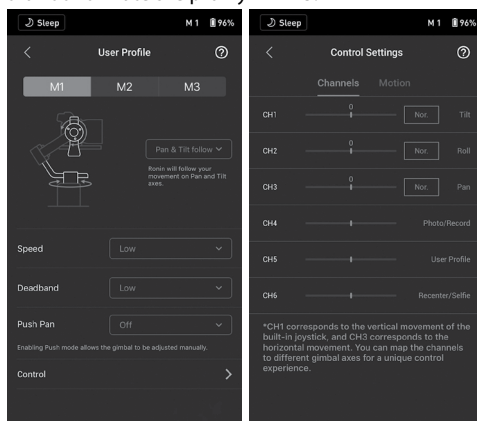 Sleep M 1 96%
User Profile
M1 M2 M3
Pan & Tilt follow
Ronin will follow your
movement on Pan and Tilt
axes.
Speed Low
Deadband Low
Push Pan Off
Enabling Push mode allows the gimbal to be adjusted manually.
Control
Sleep M 1 96%
Control Settings
Channels Motion
CH1 0 Nor. Tilt
CH2 0 Nor. Roll
CH3 0 Nor. Pan
CH4 Photo/Record
CH5 User Profile
CH6 Recenter/Selfie
*CH1 corresponds to the vertical movement of the
built-in joystick, and CH3 corresponds to the
horizontal movement. You can map the channels
to different gimbal axes for a unique control
experience.